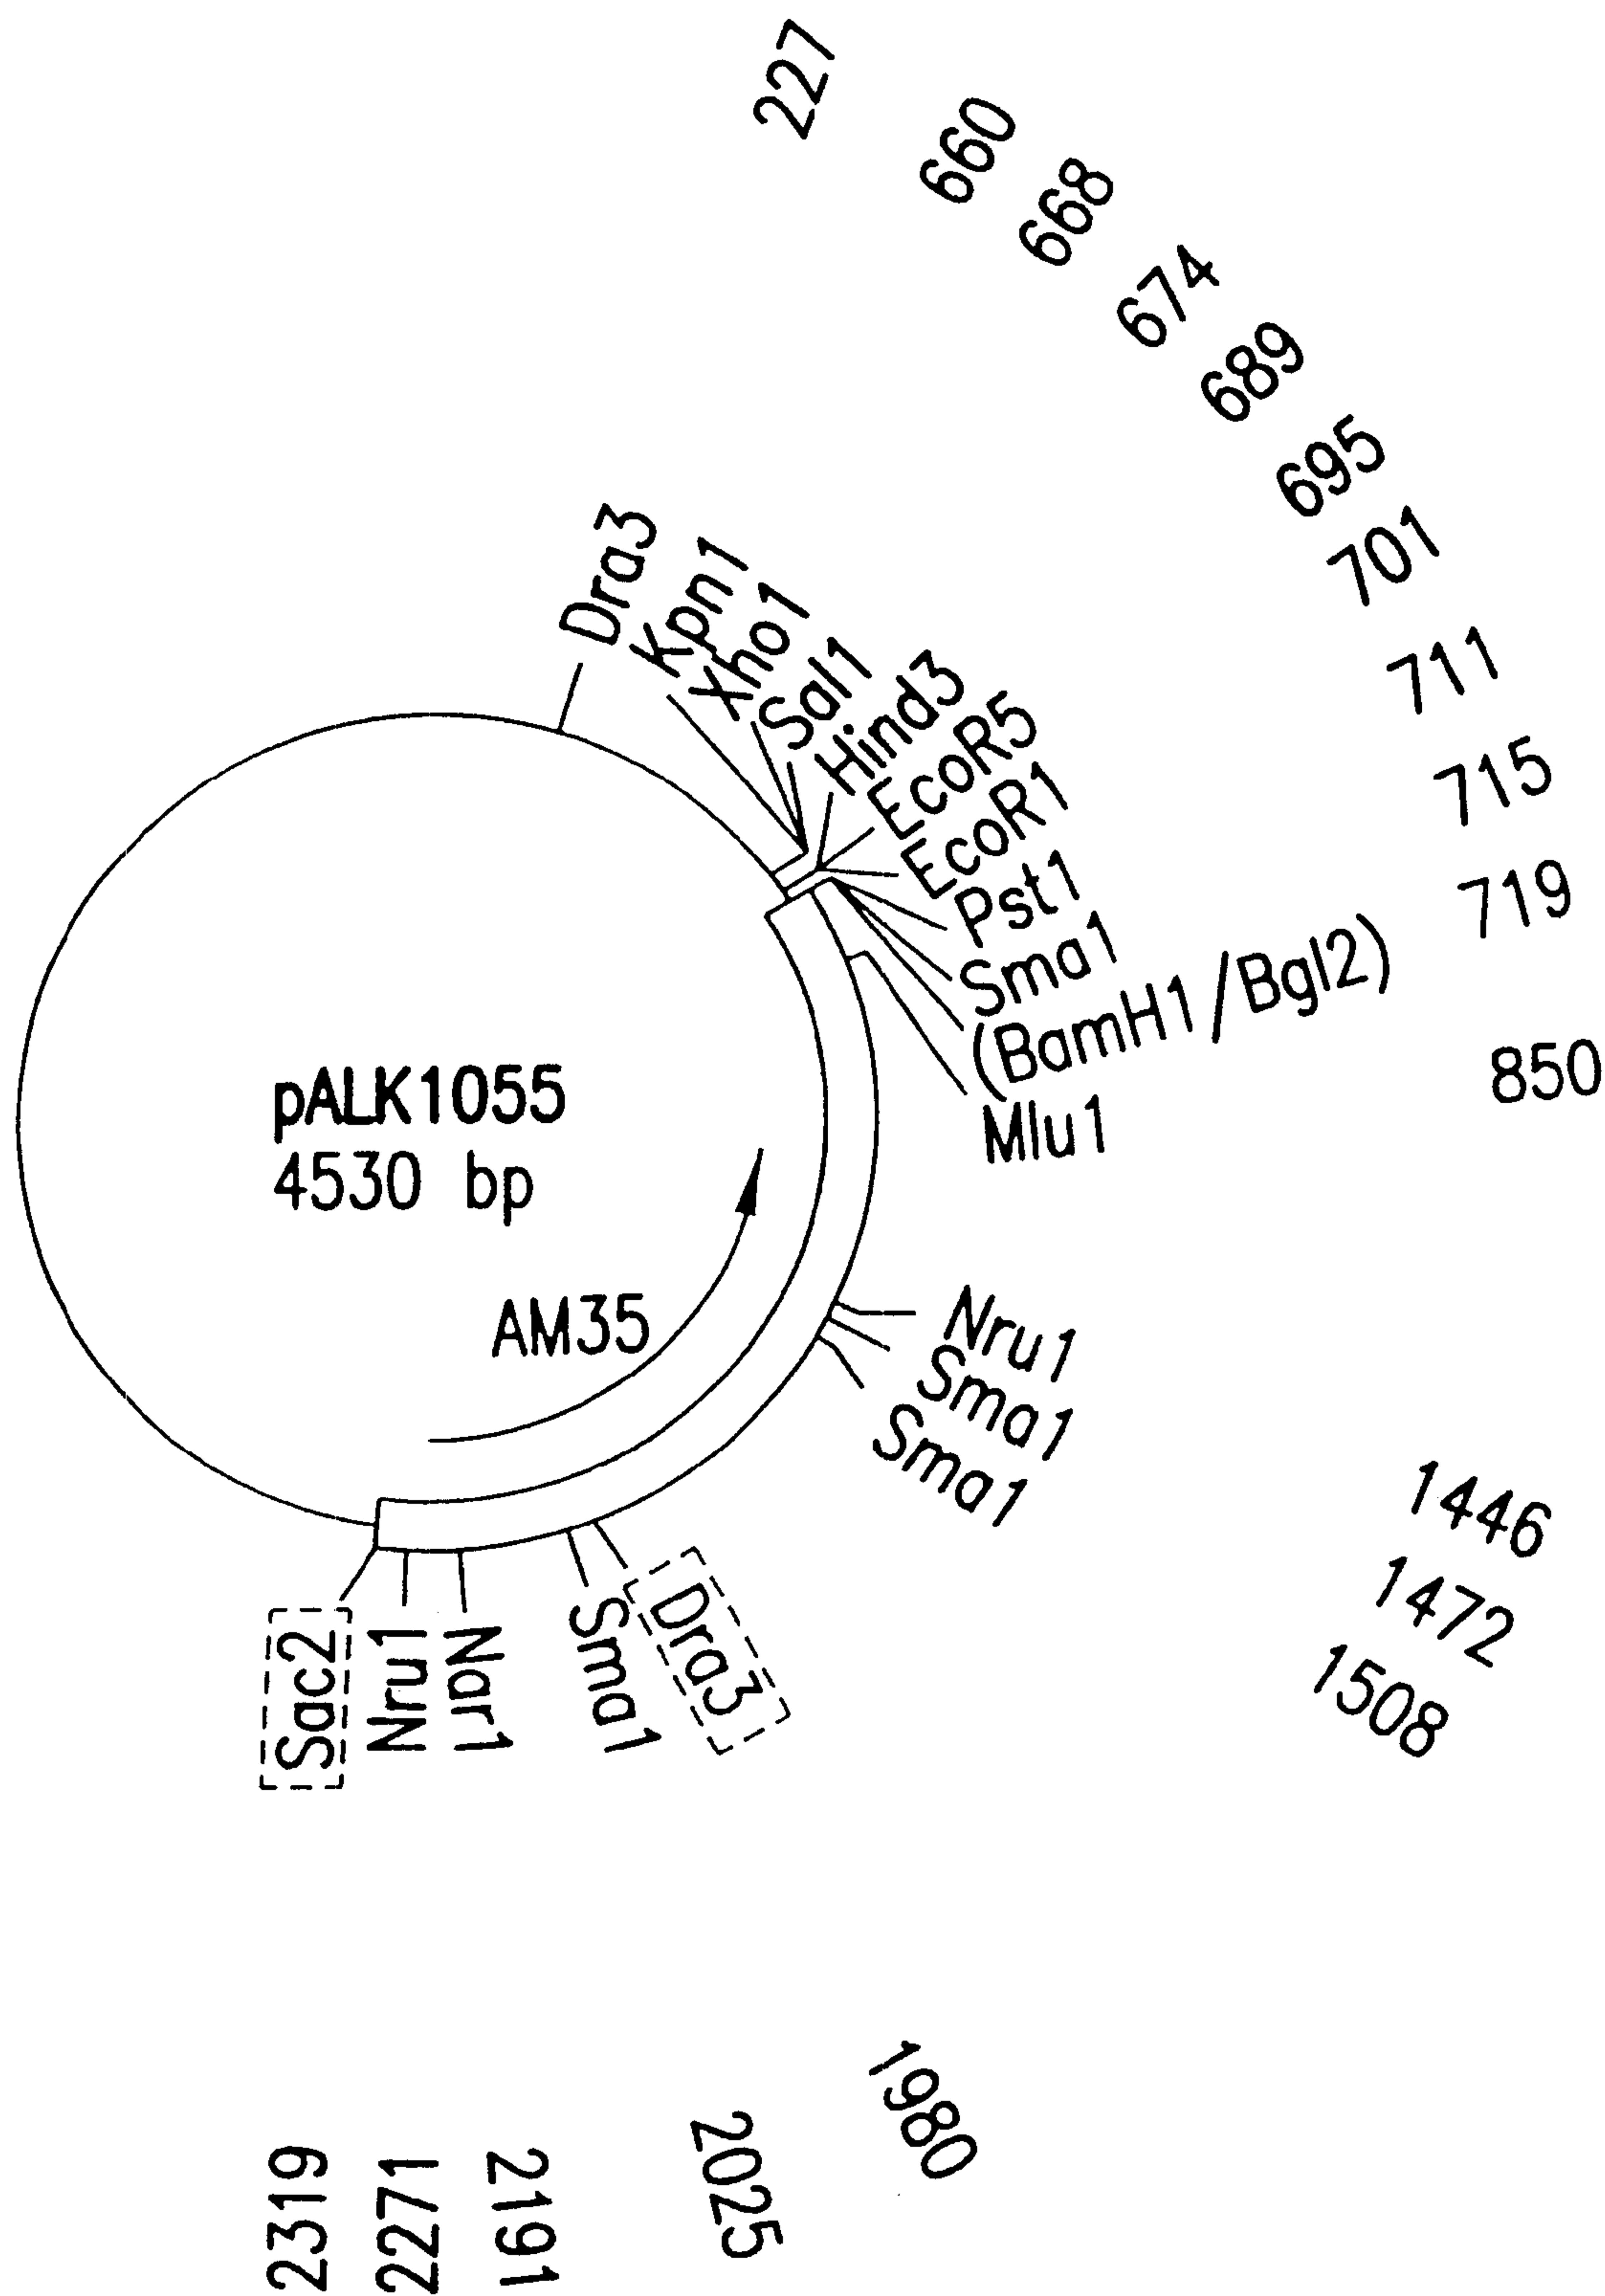 227
660
668
674
689
695
701
711
715
719
850
Dra3
Kpn1
Xho1
Sal1
Hind3
EcoR5
EcoR1
Pst1
Sma1
(BamH1/Bgl2)
Mlu1
pALK1055
4530 bp
AM35
Nru1
Sma1
Sma1
1446
1472
1508
Dra3
Sma1
Nar1
Nru1
Sac2
1980
2025
2191
2271
2319